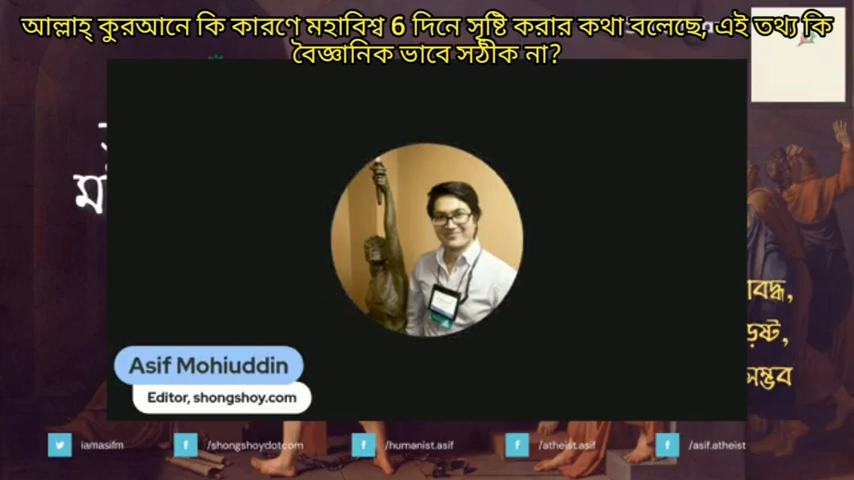 আল্লাহ্ কুরআনে কি কারণে মহাবিশ্ব 6 দিনে সৃষ্টি করার কথা বলেছে, এই তথ্য কি
বৈজ্ঞানিক ভাবে সঠীক না?
Asif Mohiuddin
Editor, shongshoy.com
iamasifm
/shongshoydotcom
/humanist.asif
/atheist.asif
/asif.atheist